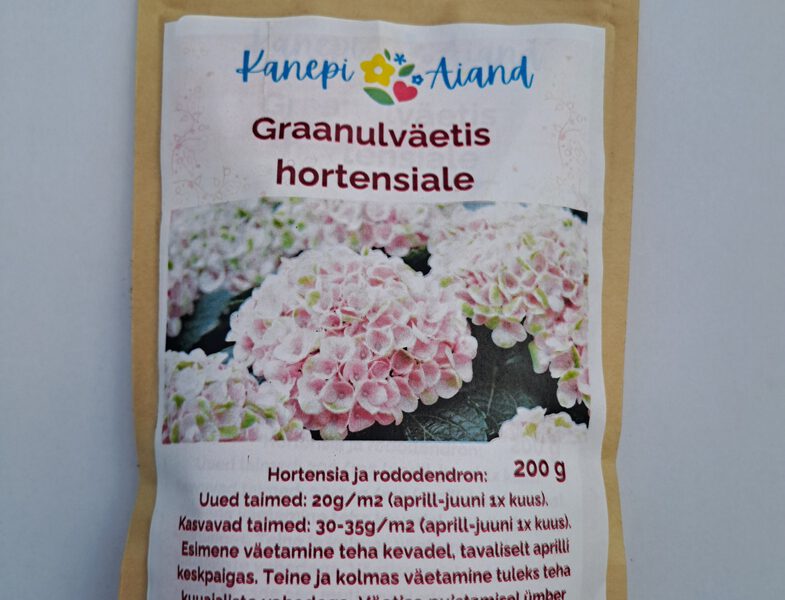 Kanepi Aiand
Graanulväetis
hortensiale
Hortensia ja rododendron: 200 g
Uued taimed: 20g/m2 (aprill-juuni 1x kuus).
Kasvavad taimed: 30-35g/m2 (aprill-juuni 1x kuus).
Esimene väetamine teha kevadel, tavaliselt aprilli
keskpaigas. Teine ja kolmas väetamine tuleks teha
ümber